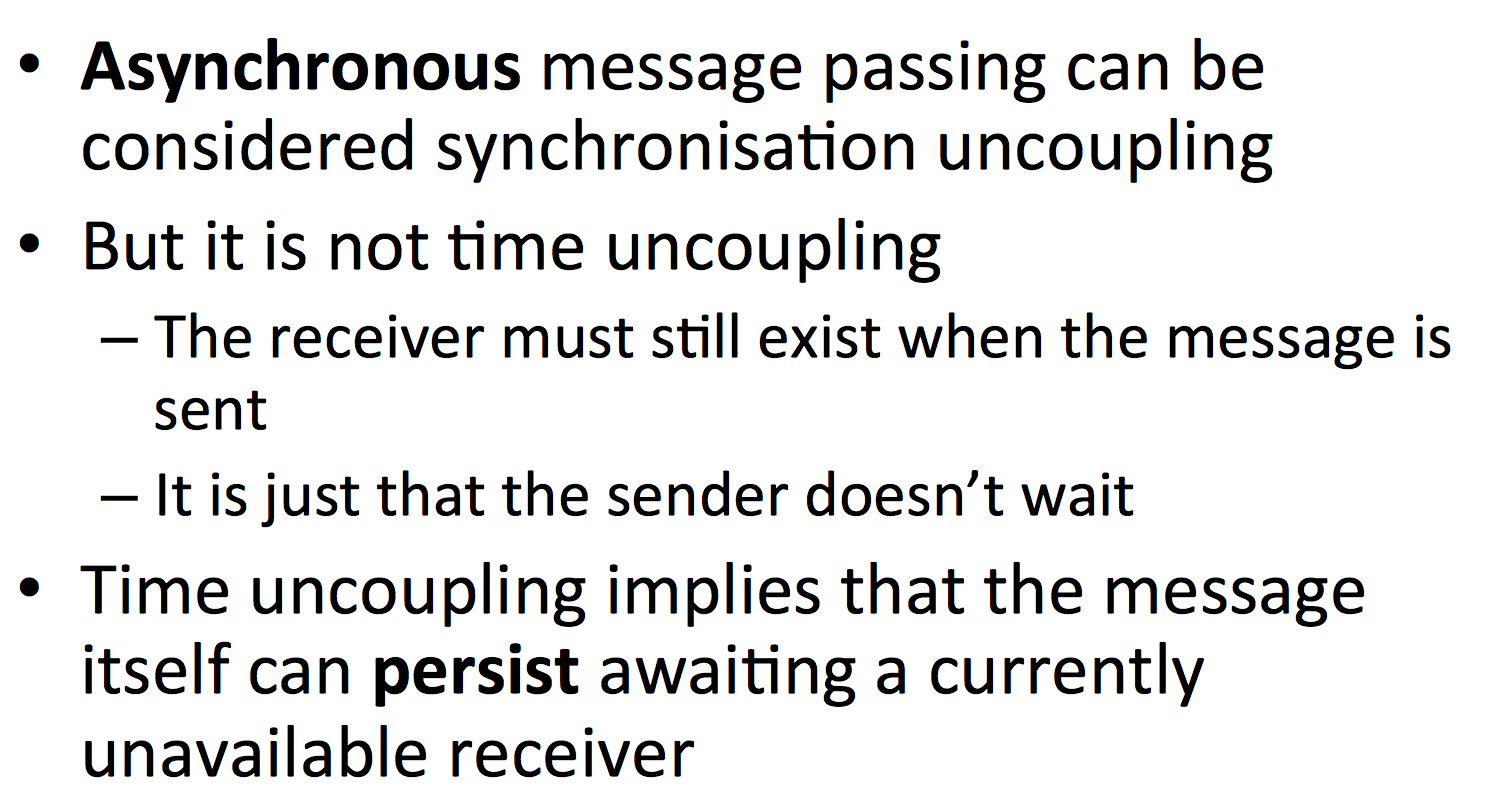 • Asynchronous message passing can be
considered synchronisation uncoupling
• But it is not time uncoupling
– The receiver must still exist when the message is
sent
– It is just that the sender doesn’t wait
• Time uncoupling implies that the message
itself can persist awaiting a currently
unavailable receiver